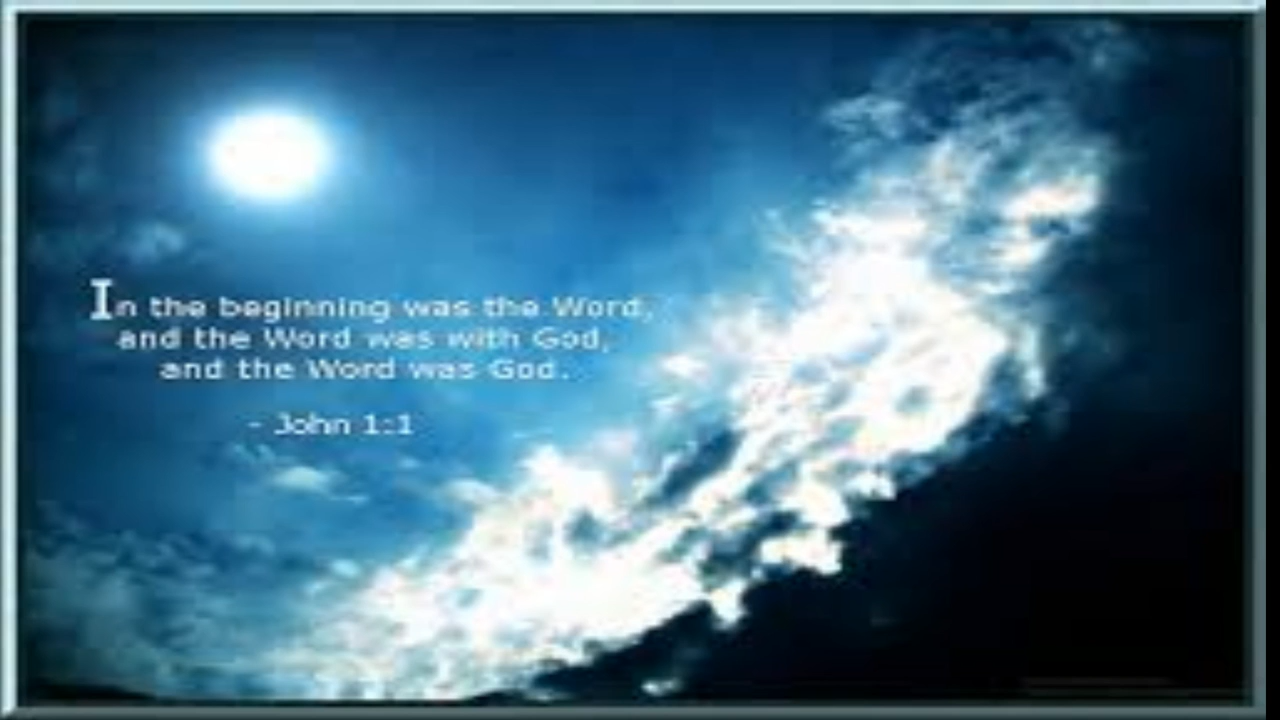 In the beginning was the Word,
and the Word was with God,
and the Word was God.
- John 1:1